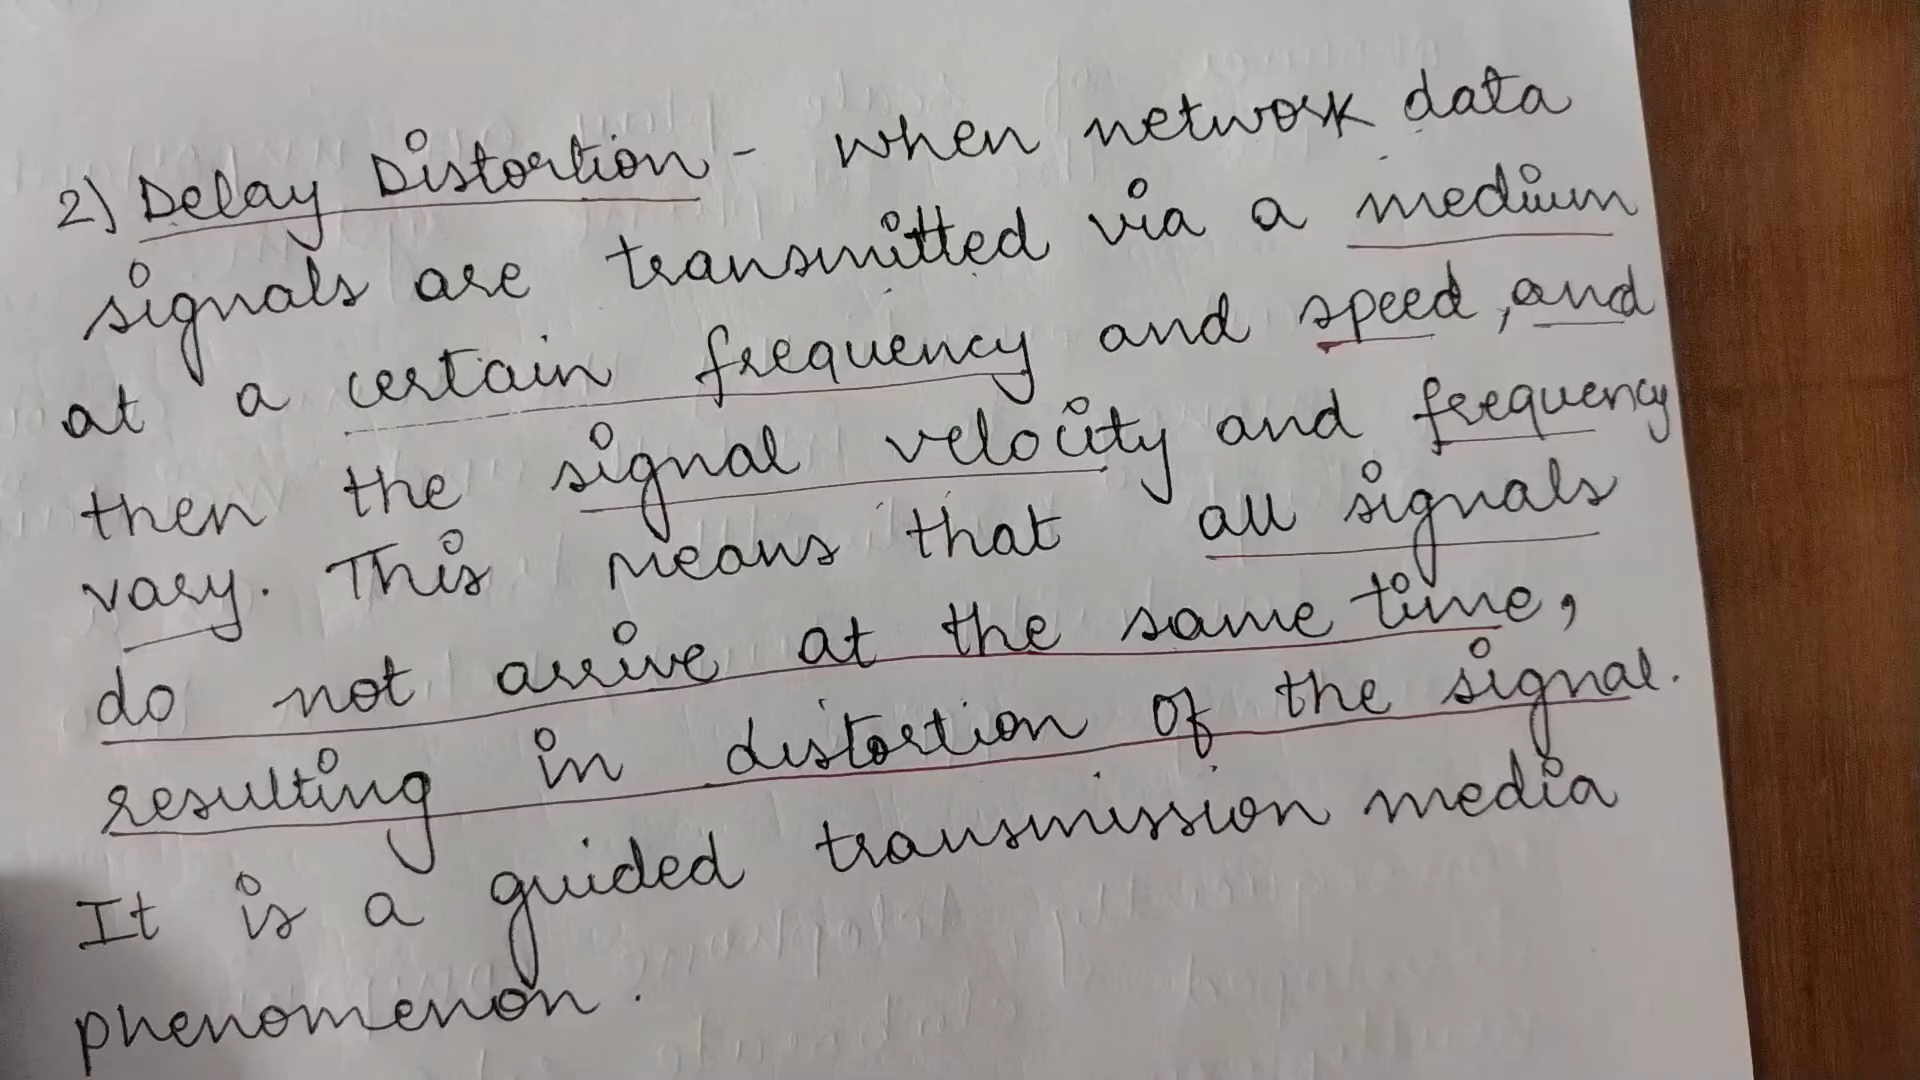 2) Delay Distortion - when network data
signals are transmitted via a medium
at a certain frequency and speed, and
then the signal velocity and frequency
vary. This means that all signals
do not arrive at the same time,
resulting in distortion of the signal.
It is a guided transmission media
phenomenon.